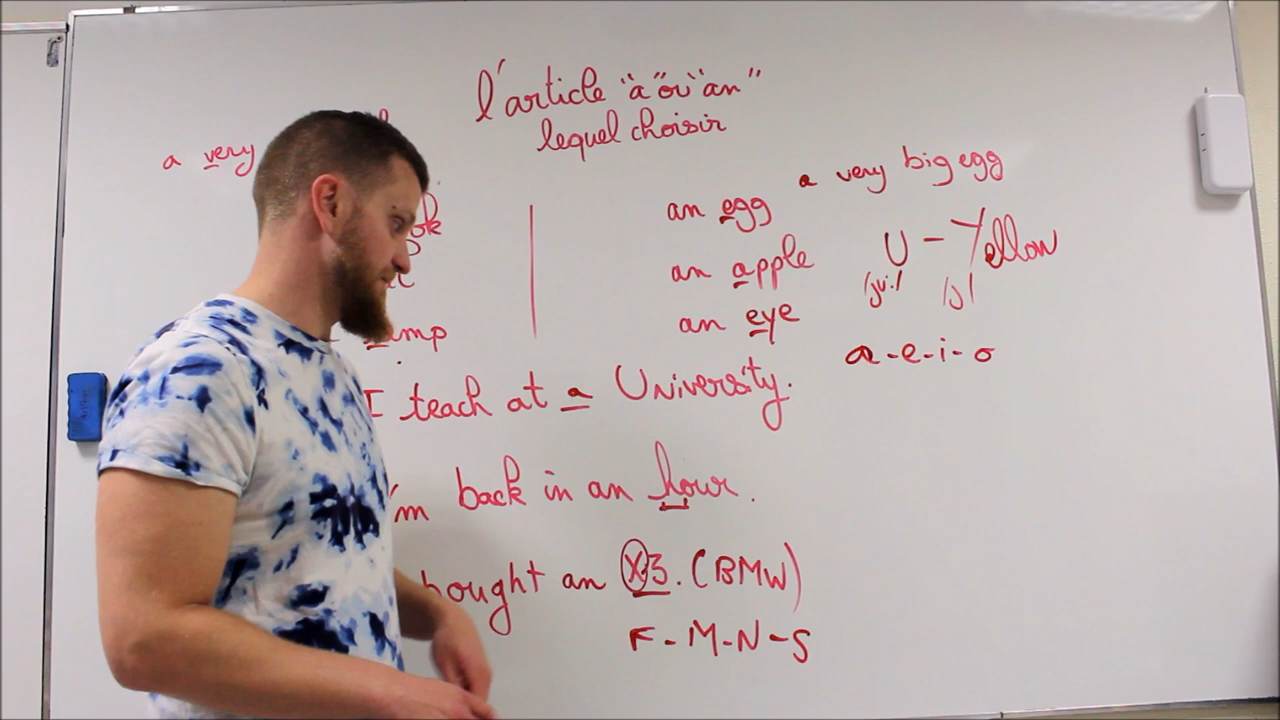 l'article "a" ou "an"
lequel choisir
a very
a very big egg
an egg
an apple
an eye
U - Yellow
/ju:/ /j/
a-e-i-o
I teach at a University.
'm back in an hour.
bought an X3. (BMW)
F-M-N-S